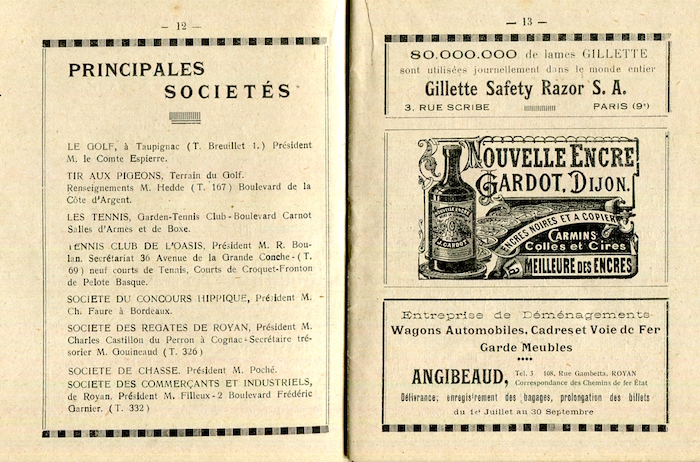 — 12 —
PRINCIPALES
SOCIETÉS
LE GOLF, à Taupignac (T. Breuillet 1.) Président
M. le Comte Espierre.
TIR AUX PIGEONS, Terrain du Golf.
Renseignements M. Hedde (T. 167) Boulevard de la
Côte d'Argent.
LES TENNIS, Garden-Tennis Club - Boulevard Carnot
Salles d'Armes et de Boxe.
TENNIS CLUB DE L'OASIS, Président M. R. Bou-
lan. Secrétariat 36 Avenue de la Grande Conche - (T.
69) neuf courts de Tennis, Courts de Croquet-Fronton
de Pelote Basque.
SOCIETE DU CONCOURS HIPPIQUE, Président M.
Ch. Faure à Bordeaux.
SOCIETE DES REGATES DE ROYAN, Président M.
Charles Castillon du Perron à Cognac - Secrétaire tré-
sorier M. Gouineaud (T. 326)
SOCIETE DE CHASSE. Président M. Poché.
SOCIETE DES COMMERÇANTS ET INDUSTRIELS,
de Royan. Président M. Filleux - 2 Boulevard Frédéric
Garnier. (T. 332)
— 13 —
80.000.000 de lames GILLETTE
sont utilisées journellement dans le monde entier
Gillette Safety Razor S. A.
3. RUE SCRIBE PARIS (9e)
NOUVELLE ENCRE
GARDOT, DIJON.
NOUVELLE ENCRE
J. GARDOT
ENCRES NOIRES ET A COPIER
CARMINS
Colles et Cires
LA MEILLEURE DES ENCRES
Entreprise de Déménagements
Wagons Automobiles, Cadres et Voie de Fer
Garde Meubles
ANGIBEAUD, Tel. 3 108, Rue Gambetta, ROYAN
Correspondance des Chemins de fer État
Délivrance, enregistrement des bagages, prolongation des billets
du 1er Juillet au 30 Septembre